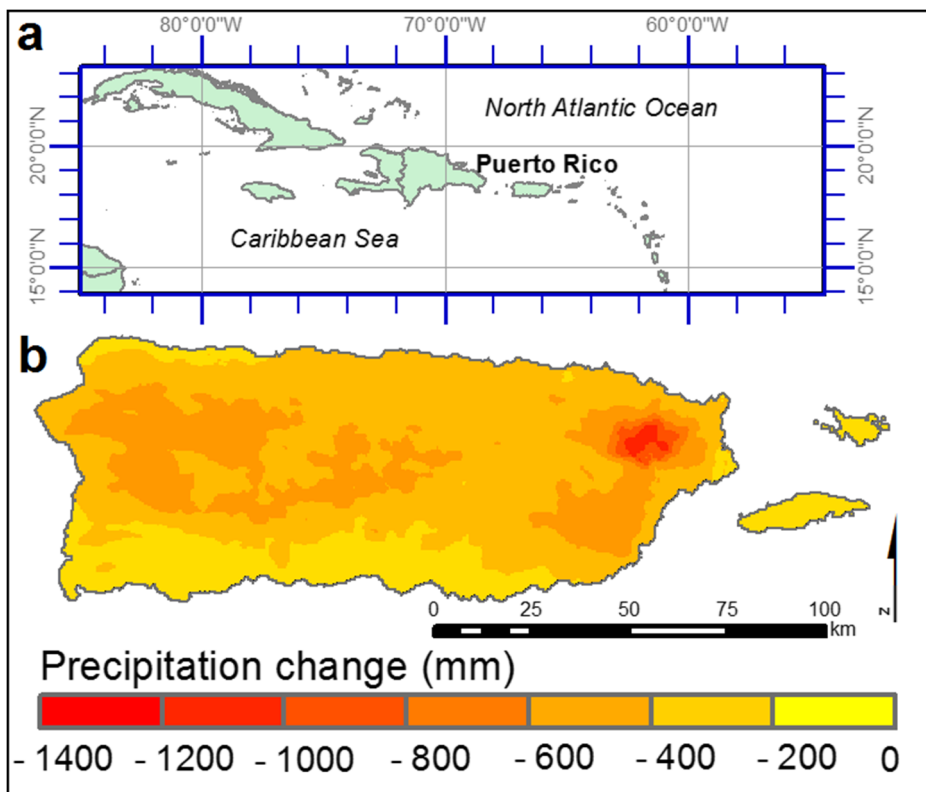 a
80°0'0"W 70°0'0"W 60°0'0"W
North Atlantic Ocean
20°0'0"N 20°0'0"N
Puerto Rico
Caribbean Sea
15°0'0"N 15°0'0"N
b
0 25 50 75 100
km
N
Precipitation change (mm)
- 1400 - 1200 - 1000 - 800 - 600 - 400 - 200 0